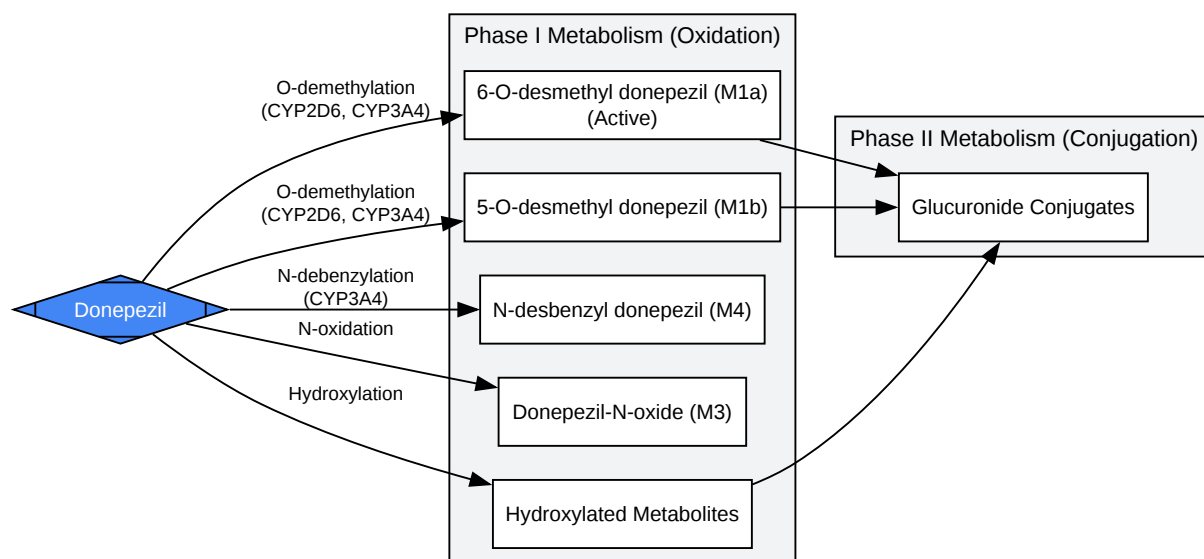 Phase I Metabolism (Oxidation)
O-demethylation
(CYP2D6, CYP3A4)
6-O-desmethyl donepezil (M1a)
(Active)
Phase II Metabolism (Conjugation)
O-demethylation
(CYP2D6, CYP3A4)
5-O-desmethyl donepezil (M1b)
Glucuronide Conjugates
Donepezil
N-debenzylation
(CYP3A4)
N-desbenzyl donepezil (M4)
N-oxidation
Donepezil-N-oxide (M3)
Hydroxylation
Hydroxylated Metabolites